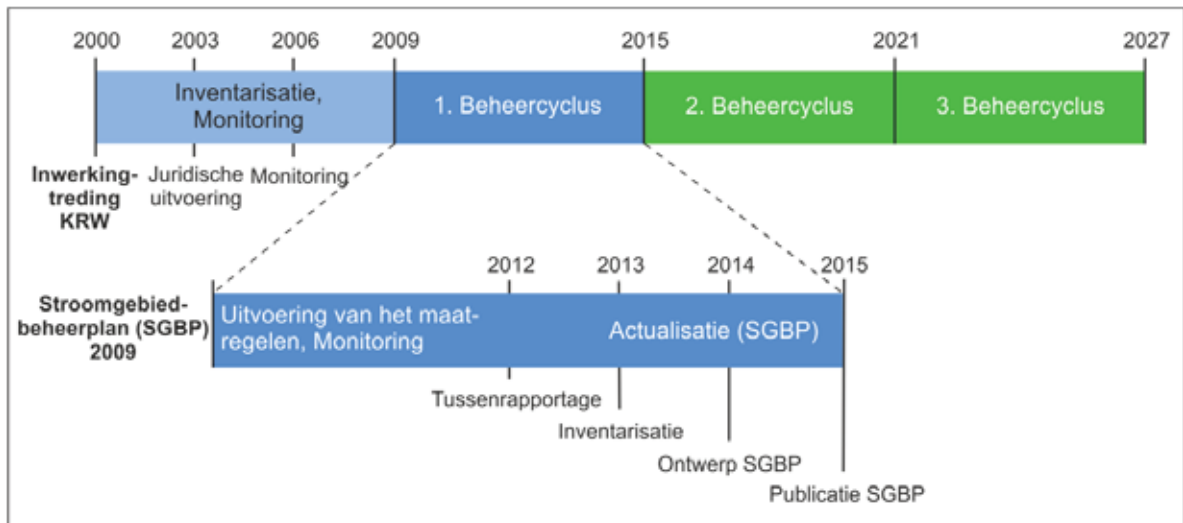 2000 2003 2006 2009 2015 2021 2027
Inventarisatie,
Monitoring
1. Beheercyclus
2. Beheercyclus
3. Beheercyclus
Inwerking-
treding
KRW
Juridische
uitvoering
Monitoring
2012 2013 2014 2015
Stroomgebied-
beheerplan (SGBP)
2009
Uitvoering van het maat-
regelen, Monitoring
Actualisatie (SGBP)
Tussenrapportage
Inventarisatie
Ontwerp SGBP
Publicatie SGBP